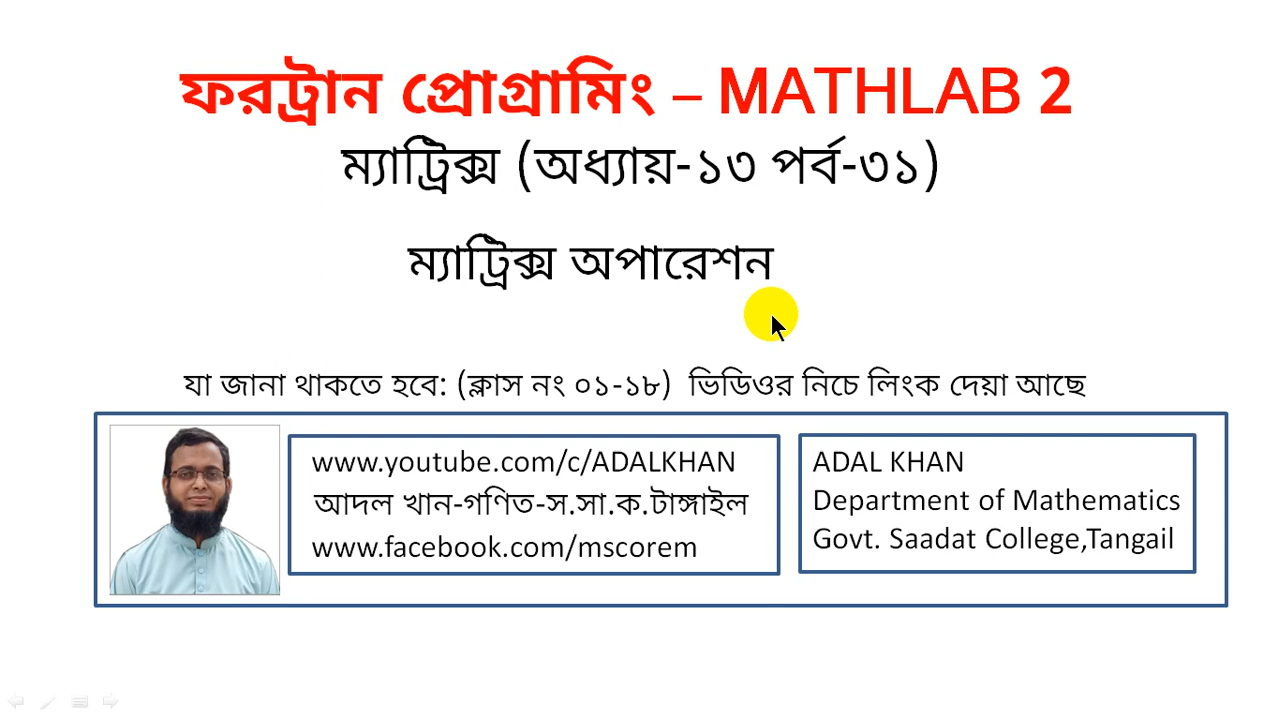 ফরট্রান প্রোগ্রামিং – MATHLAB 2
ম্যাট্রিক্স (অধ্যায়-১৩ পর্ব-৩১)
ম্যাট্রিক্স অপারেশন
যা জানা থাকতে হবে: (ক্লাস নং ০১-১৮) ভিডিওর নিচে লিংক দেয়া আছে
www.youtube.com/c/ADALKHAN
আদল খান-গণিত-স.সা.ক.টাঙ্গাইল
www.facebook.com/mscorem
ADAL KHAN
Department of Mathematics
Govt. Saadat College,Tangail